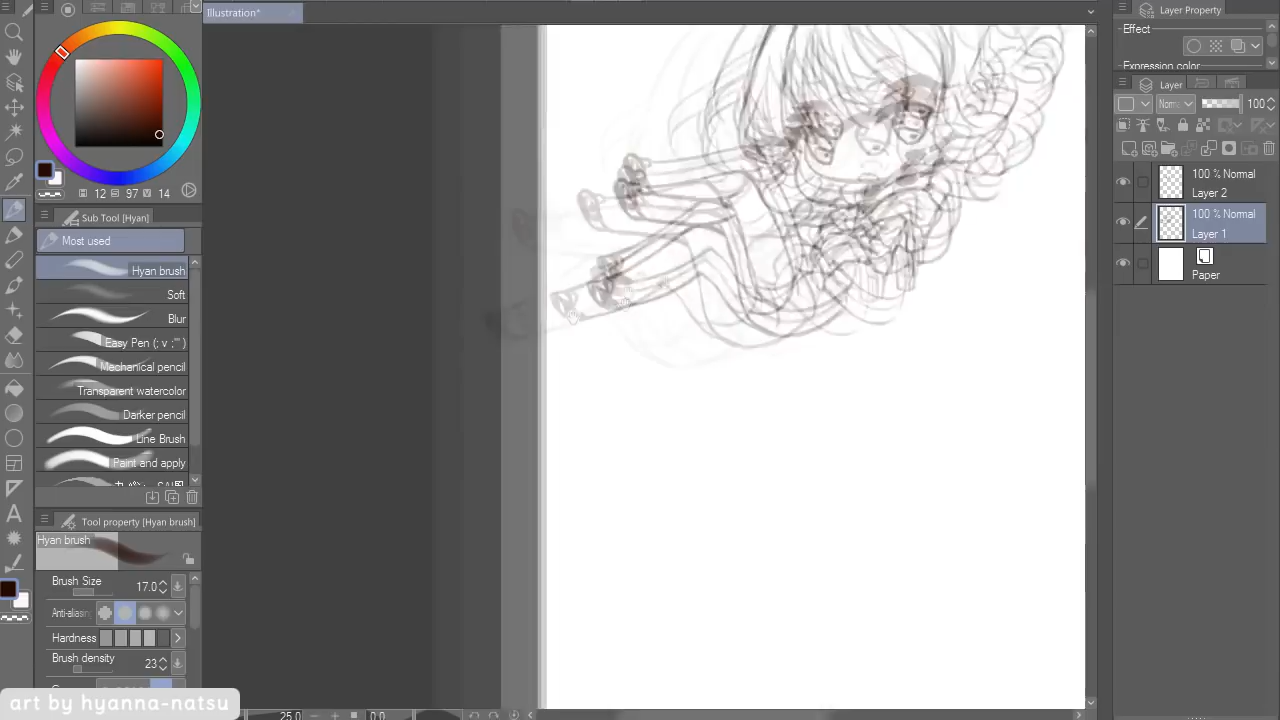 Illustration*
Layer Property
Effect
Expression color
Layer
Norm
100
100 % Normal
Layer 2
100 % Normal
Layer 1
Paper
H 12 S 97 V 14
Sub Tool [Hyan]
Most used
Hyan brush
Soft
Blur
Easy Pen (; v ;''' )
Mechanical pencil
Transparent watercolor
Darker pencil
Line Brush
Paint and apply
Tool property [Hyan brush]
Hyan brush
Brush Size
17.0
Anti-aliasing
Hardness
Brush density
23
art by hyanna-natsu
25.0
0.0